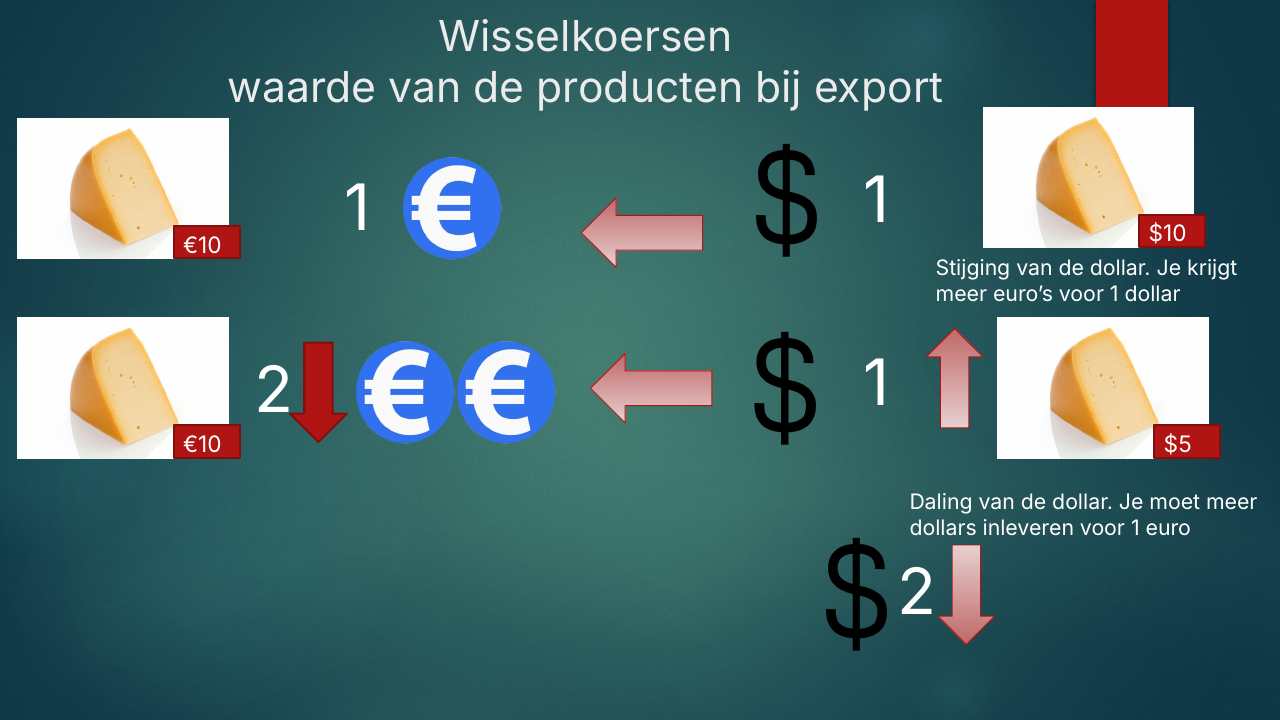 Wisselkoersen
waarde van de producten bij export
€10
1 €
$ 1
$10
Stijging van de dollar. Je krijgt
meer euro’s voor 1 dollar
€10
2 € €
$ 1
$5
Daling van de dollar. Je moet meer
dollars inleveren voor 1 euro
$ 2